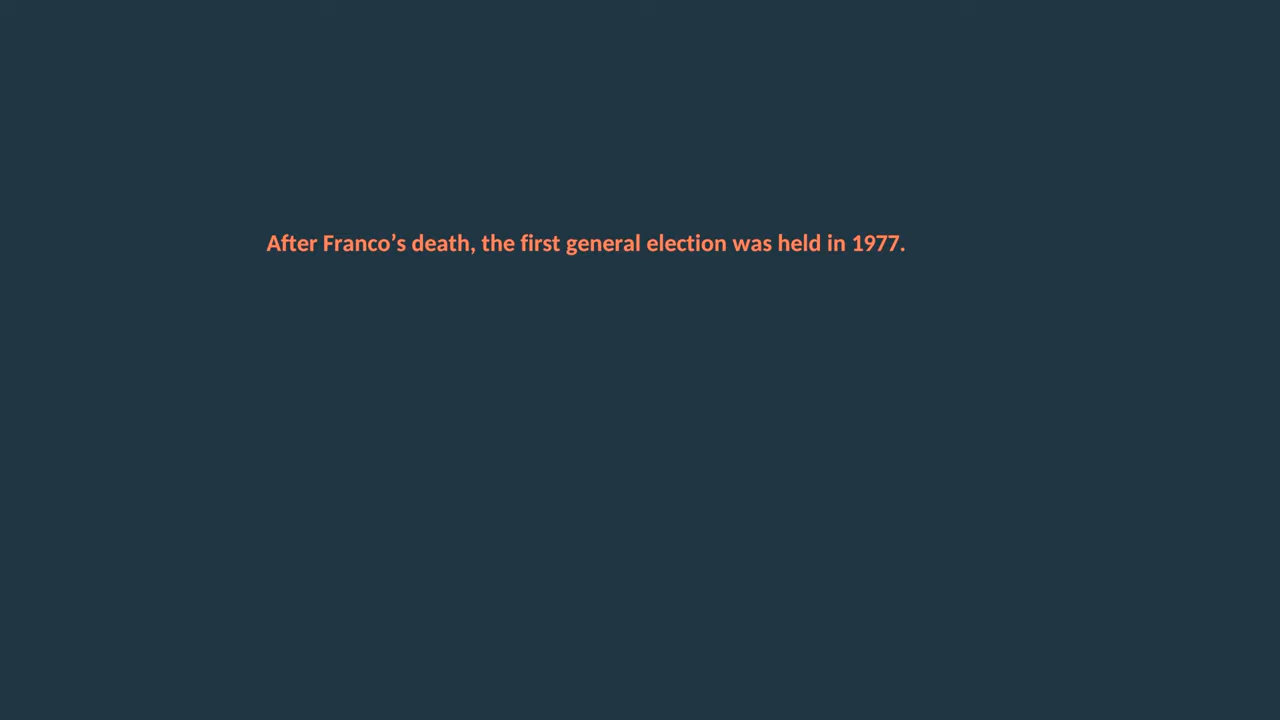 After Franco’s death, the first general election was held in 1977.